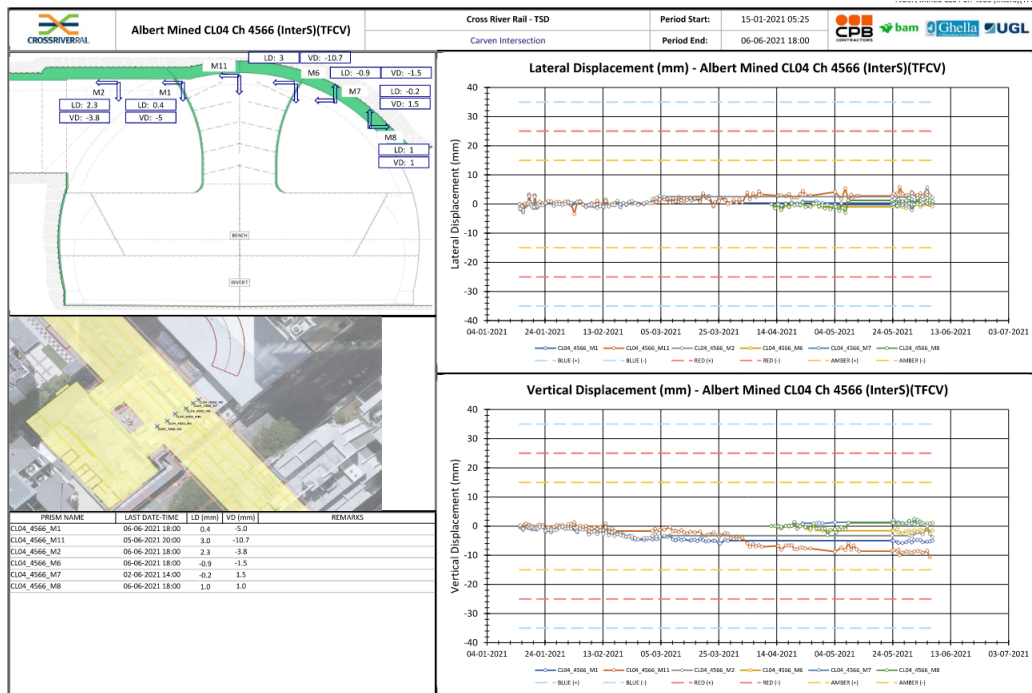 CROSSRIVERRAIL
Albert Mined CL04 Ch 4566 (InterS)(TFCV)
Cross River Rail - TSD
Carven Intersection
Period Start:
15-01-2021 05:25
Period End:
06-06-2021 18:00
CPB
CONTRACTORS
bam
Ghella
UGL
M11
LD: 3
VD: -10.7
M6
LD: -0.9
VD: -1.5
M7
LD: -0.2
VD: 1.5
M2
LD: 2.3
VD: -3.8
M1
LD: 0.4
VD: -5
M8
LD: 1
VD: 1
BENCH
INVERT
PRISM NAME LAST DATE-TIME LD (mm) VD (mm) REMARKS
CL04_4566_M1 06-06-2021 18:00 0.4 -5.0
CL04_4566_M11 05-06-2021 20:00 3.0 -10.7
CL04_4566_M2 06-06-2021 18:00 2.3 -3.8
CL04_4566_M6 06-06-2021 18:00 -0.9 -1.5
CL04_4566_M7 02-06-2021 14:00 -0.2 1.5
CL04_4566_M8 06-06-2021 18:00 1.0 1.0
Lateral Displacement (mm) - Albert Mined CL04 Ch 4566 (InterS)(TFCV)
Lateral Displacement (mm)
40
30
20
10
0
-10
-20
-30
-40
04-01-2021 24-01-2021 13-02-2021 05-03-2021 25-03-2021 14-04-2021 04-05-2021 24-05-2021 13-06-2021 03-07-2021
CL04_4566_M1 CL04_4566_M11 CL04_4566_M2 CL04_4566_M6 CL04_4566_M7 CL04_4566_M8
BLUE (+) BLUE (-) RED (+) RED (-) AMBER (+) AMBER (-)
Vertical Displacement (mm) - Albert Mined CL04 Ch 4566 (InterS)(TFCV)
Vertical Displacement (mm)
40
30
20
10
0
-10
-20
-30
-40
04-01-2021 24-01-2021 13-02-2021 05-03-2021 25-03-2021 14-04-2021 04-05-2021 24-05-2021 13-06-2021 03-07-2021
CL04_4566_M1 CL04_4566_M11 CL04_4566_M2 CL04_4566_M6 CL04_4566_M7 CL04_4566_M8
BLUE (+) BLUE (-) RED (+) RED (-) AMBER (+) AMBER (-)